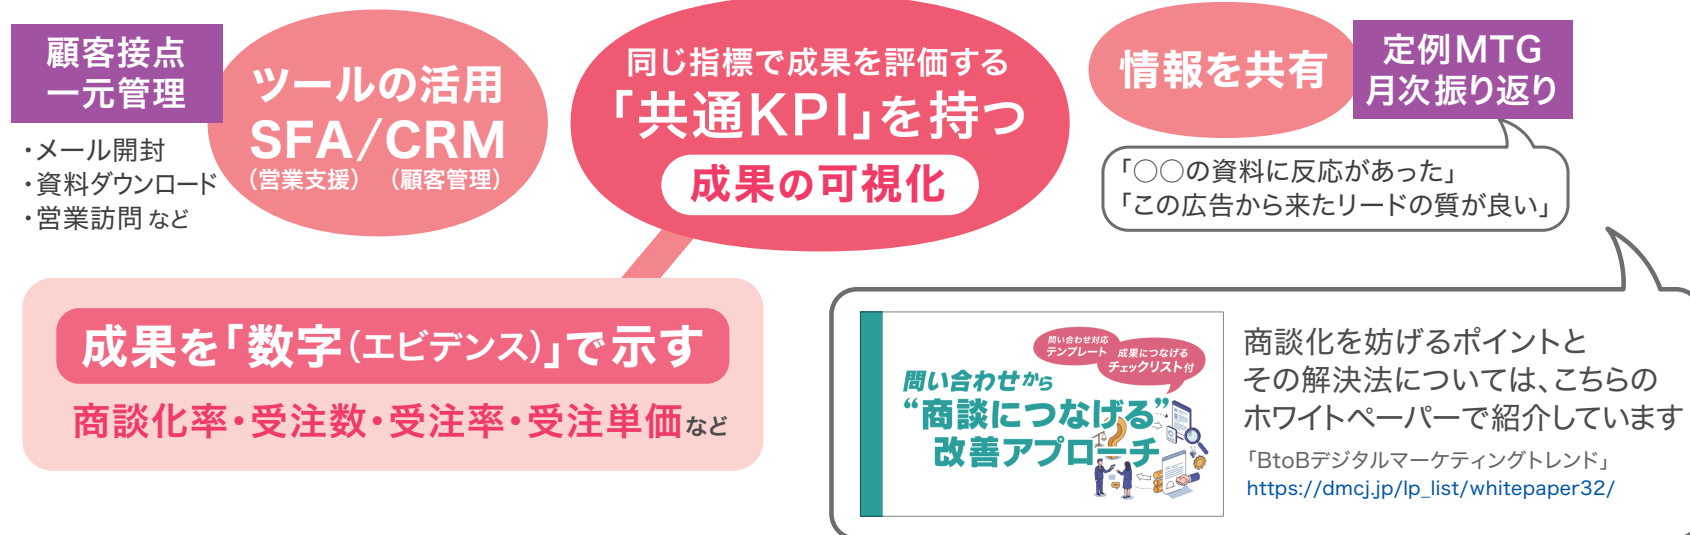 顧客接点
一元管理
・メール開封
・資料ダウンロード
・営業訪問 など
ツールの活用
SFA/CRM
（営業支援）（顧客管理）
同じ指標で成果を評価する
「共通KPI」を持つ
成果の可視化
情報を共有
定例MTG
月次振り返り
「○○の資料に反応があった」
「この広告から来たリードの質が良い」
成果を「数字（エビデンス）」で示す
商談化率・受注数・受注率・受注単価など
問い合わせ対応
テンプレート
成果につなげる
チェックリスト付
問い合わせから
“商談につなげる”
改善アプローチ
商談化を妨げるポイントと
その解決法については、こちらの
ホワイトペーパーで紹介しています
「BtoBデジタルマーケティングトレンド」
https://dmcj.jp/lp_list/whitepaper32/